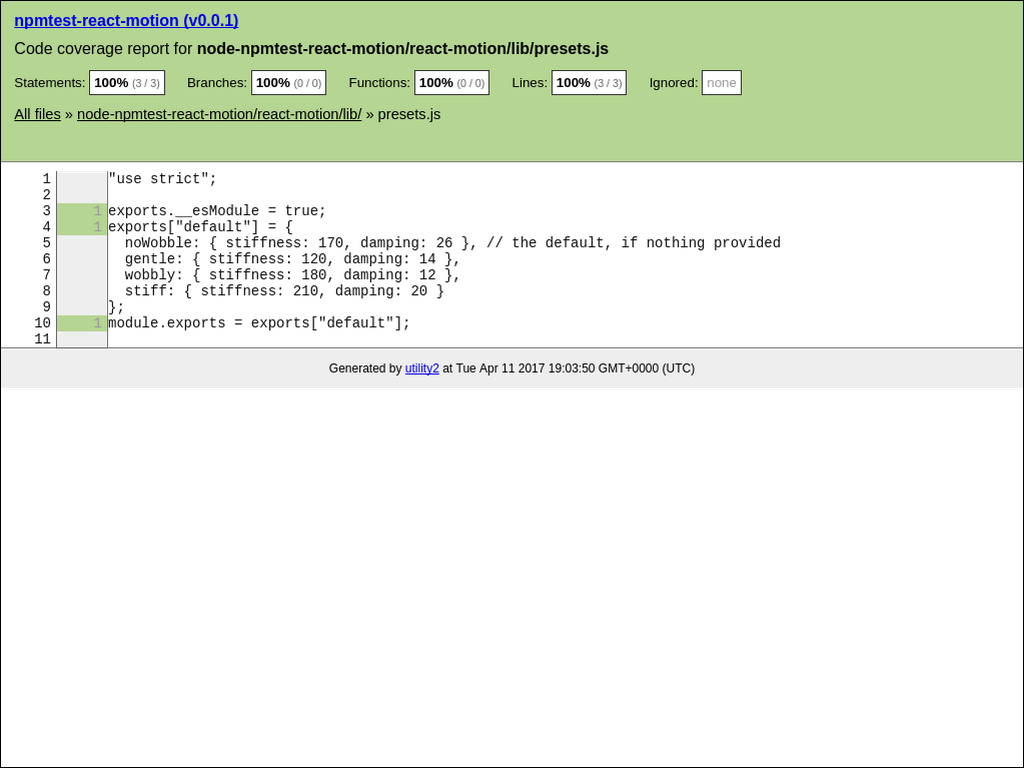 npmtest-react-motion (v0.0.1)
Code coverage report for node-npmtest-react-motion/react-motion/lib/presets.js
Statements: 100% (3 / 3) Branches: 100% (0 / 0) Functions: 100% (0 / 0) Lines: 100% (3 / 3) Ignored: none
All files » node-npmtest-react-motion/react-motion/lib/ » presets.js
1 "use strict";
2
3 1 exports.__esModule = true;
4 1 exports["default"] = {
5   noWobble: { stiffness: 170, damping: 26 }, // the default, if nothing provided
6   gentle: { stiffness: 120, damping: 14 },
7   wobbly: { stiffness: 180, damping: 12 },
8   stiff: { stiffness: 210, damping: 20 }
9 };
10 1 module.exports = exports["default"];
11
Generated by utility2 at Tue Apr 11 2017 19:03:50 GMT+0000 (UTC)